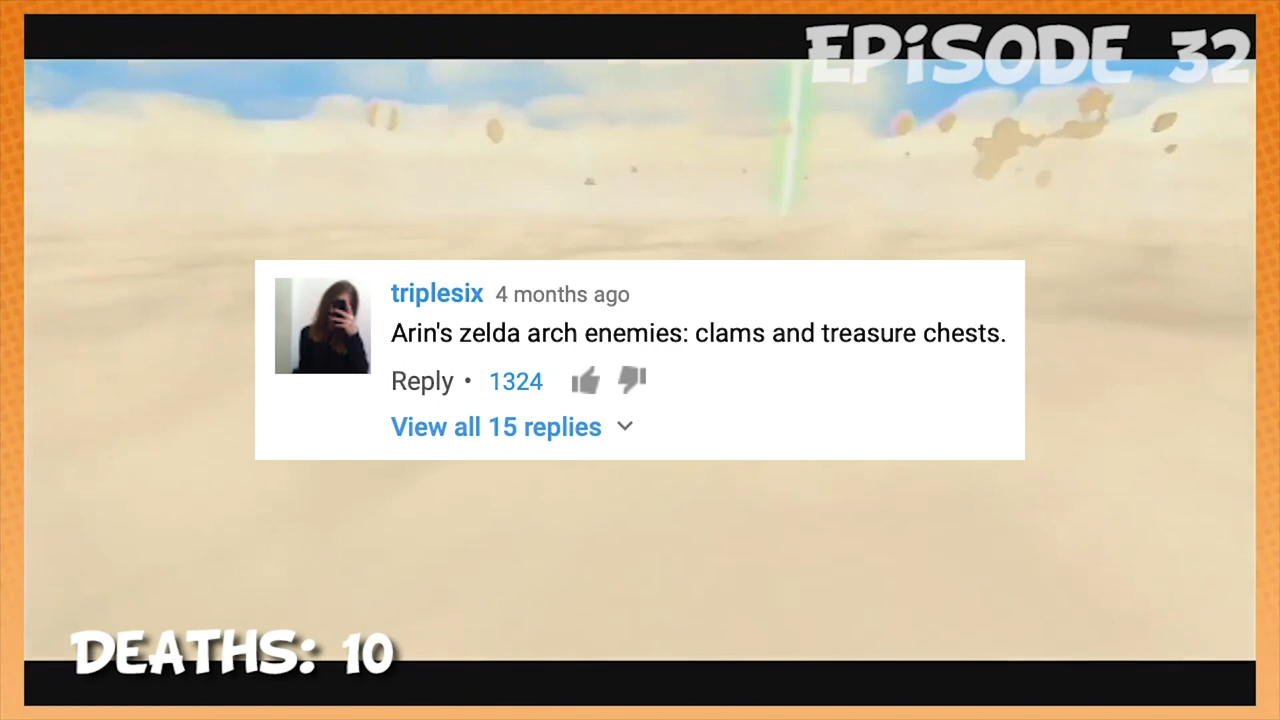 EPISODE 32
triplesix 4 months ago
Arin's zelda arch enemies: clams and treasure chests.
Reply • 1324
View all 15 replies
DEATHS: 10